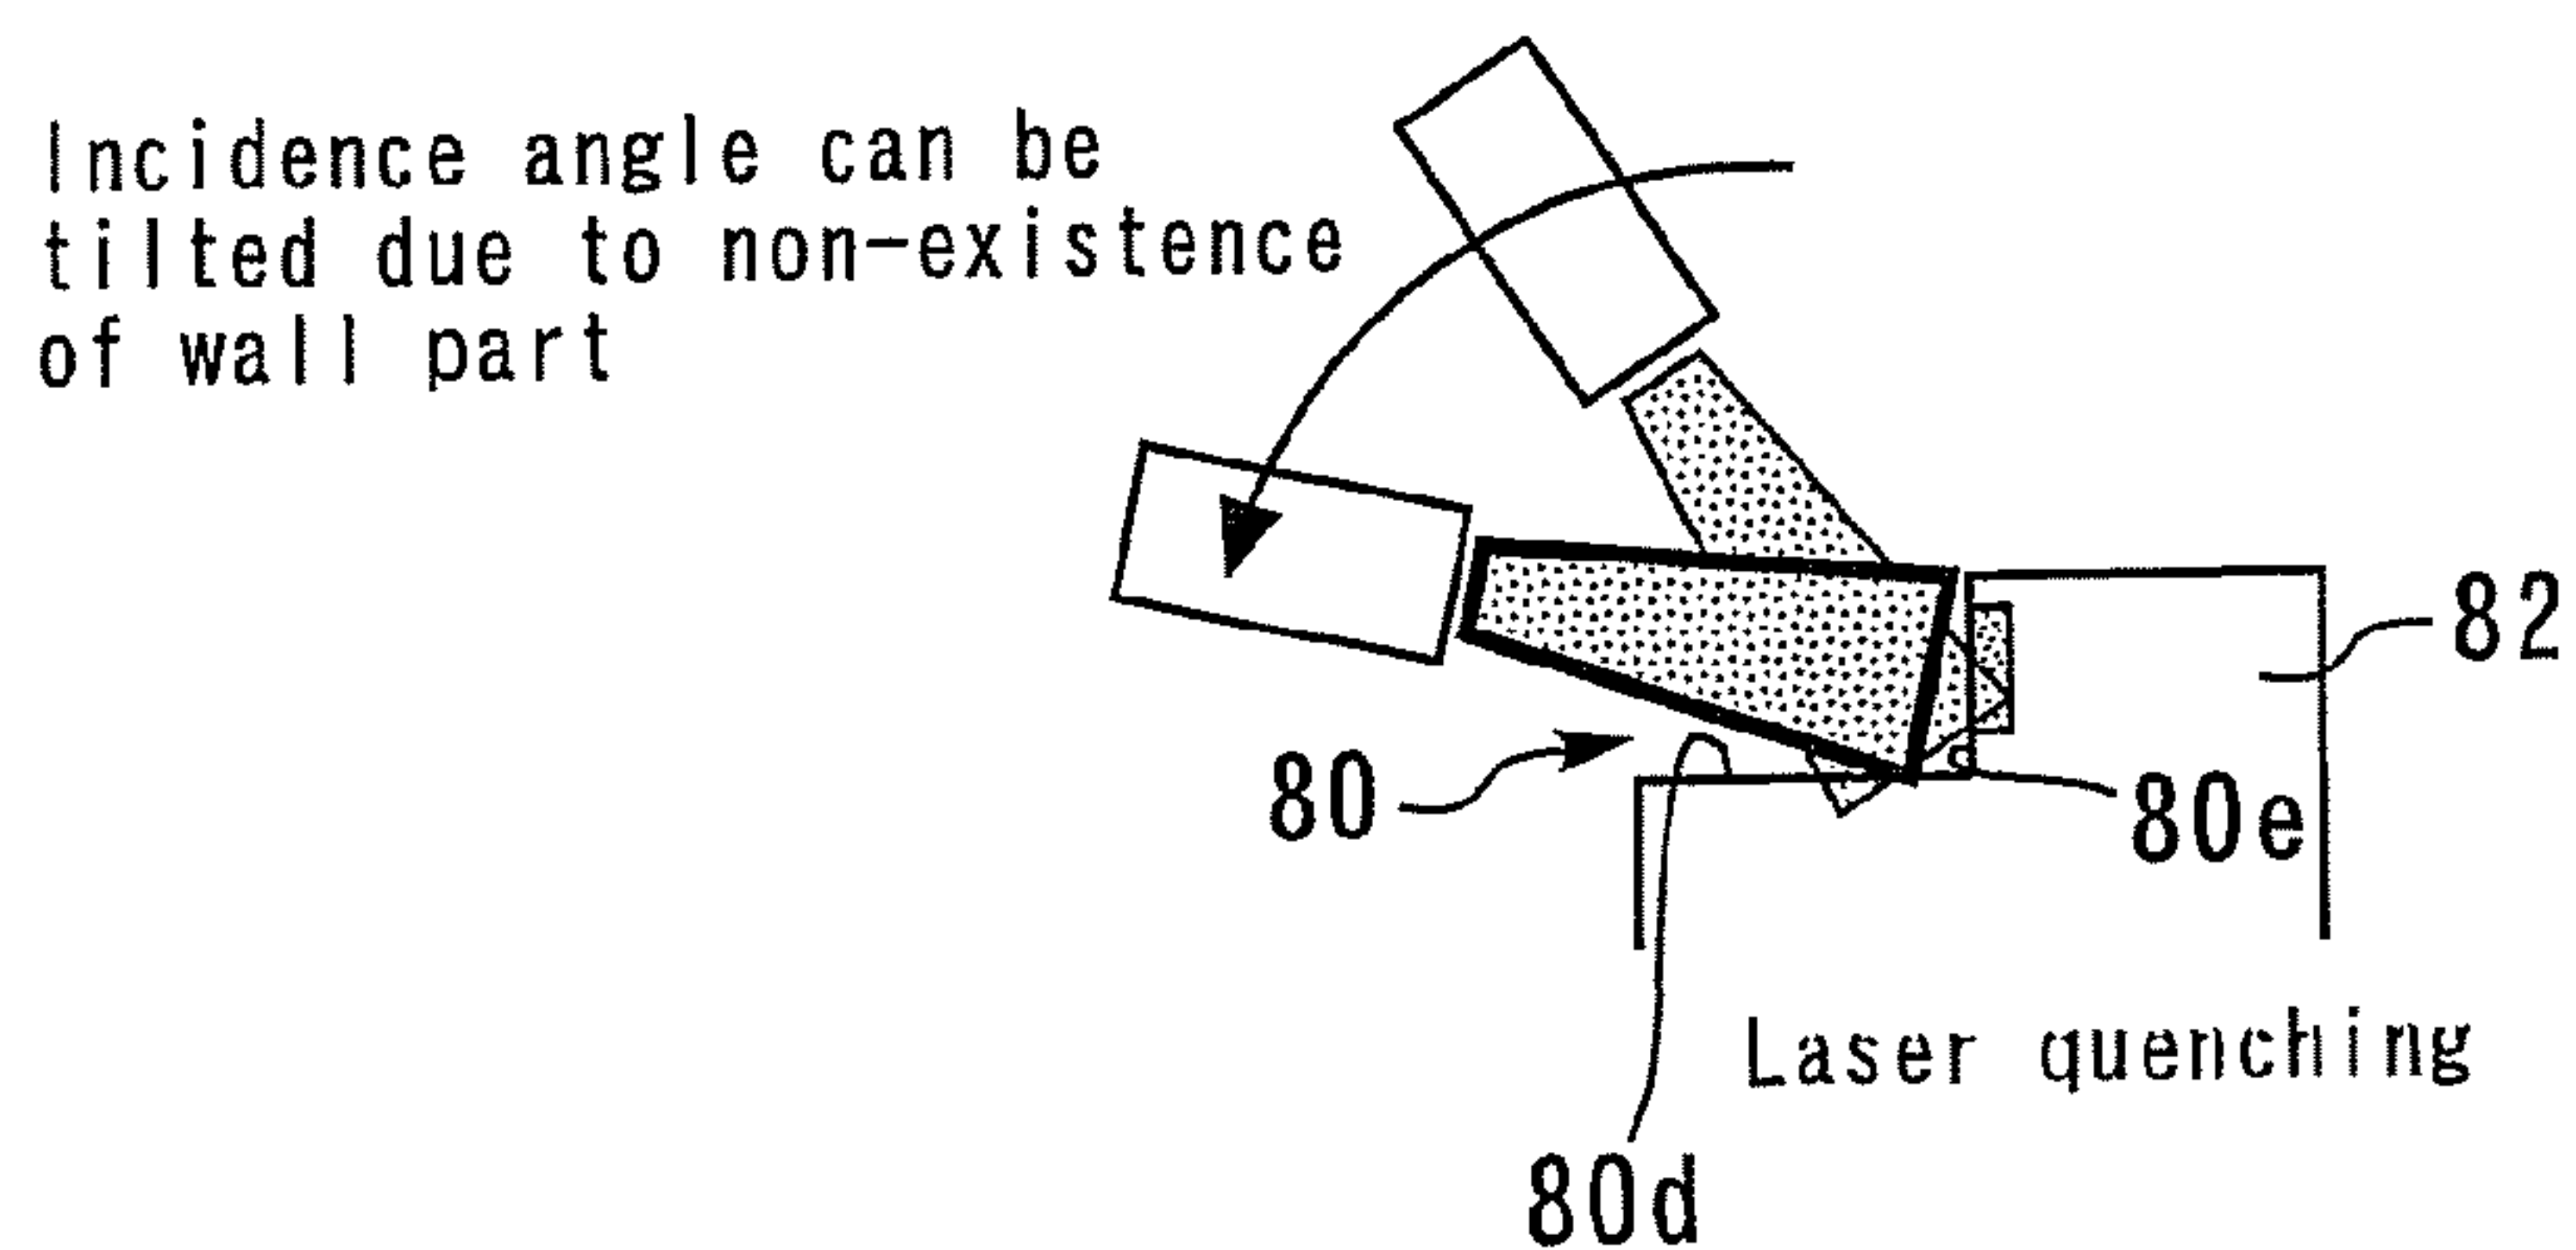 Incidence angle can be
tilted due to non-existence
of wall part
82
80
80e
Laser quenching
80d